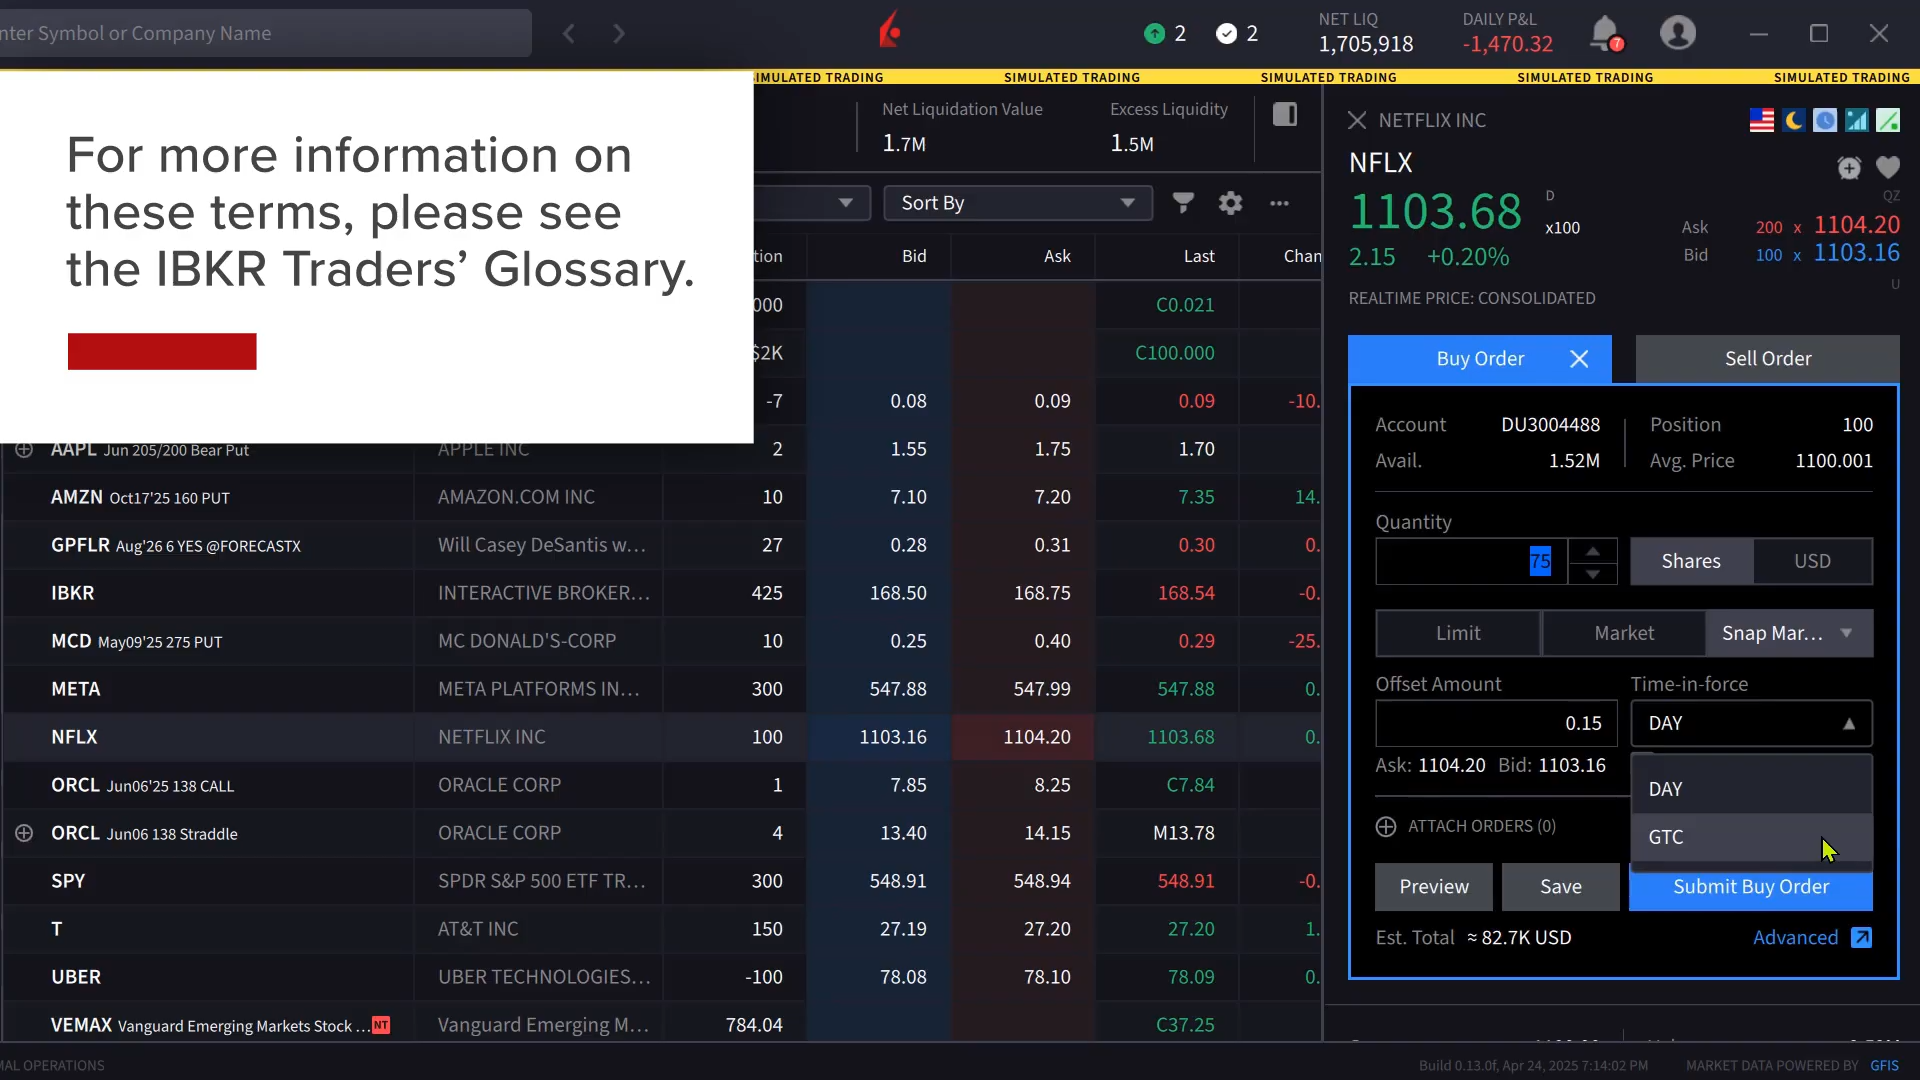 nter Symbol or Company Name
2
2
NET LIQ
1,705,918
DAILY P&L
-1,470.32
7
IMULATED TRADING SIMULATED TRADING SIMULATED TRADING SIMULATED TRADING SIMULATED TRADING
For more information on
these terms, please see
the IBKR Traders’ Glossary.
Net Liquidation Value
1.7M
Excess Liquidity
1.5M
Sort By
tion Bid Ask Last Chan
000 C0.021
$2K C100.000
-7 0.08 0.09 0.09 -10.
AAPL Jun 205/200 Bear Put APPLE INC 2 1.55 1.75 1.70
AMZN Oct17'25 160 PUT AMAZON.COM INC 10 7.10 7.20 7.35 14.
GPFLR Aug'26 6 YES @FORECASTX Will Casey DeSantis w... 27 0.28 0.31 0.30 0.
IBKR INTERACTIVE BROKER... 425 168.50 168.75 168.54 -0.
MCD May09'25 275 PUT MC DONALD'S-CORP 10 0.25 0.40 0.29 -25.
META META PLATFORMS IN... 300 547.88 547.99 547.88 0.
NFLX NETFLIX INC 100 1103.16 1104.20 1103.68 0.
ORCL Jun06'25 138 CALL ORACLE CORP 1 7.85 8.25 C7.84
ORCL Jun06 138 Straddle ORACLE CORP 4 13.40 14.15 M13.78
SPY SPDR S&P 500 ETF TR... 300 548.91 548.94 548.91 -0.
T AT&T INC 150 27.19 27.20 27.20 1.
UBER UBER TECHNOLOGIES... -100 78.08 78.10 78.09 0.
VEMAX Vanguard Emerging Markets Stock ... NT Vanguard Emerging M... 784.04 C37.25
NETFLIX INC
NFLX
1103.68
D
x100
2.15 +0.20%
QZ
Ask 200 x 1104.20
Bid 100 x 1103.16
U
REALTIME PRICE: CONSOLIDATED
Buy Order
Sell Order
Account DU3004488 Position 100
Avail. 1.52M Avg. Price 1100.001
Quantity
75 Shares USD
Limit Market Snap Mar...
Offset Amount Time-in-force
0.15 DAY
Ask: 1104.20 Bid: 1103.16
DAY
ATTACH ORDERS (0) GTC
Preview Save Submit Buy Order
Est. Total ≈ 82.7K USD Advanced
MAL OPERATIONS
Build 0.13.0f, Apr 24, 2025 7:14:02 PM
MARKET DATA POWERED BY GFIS